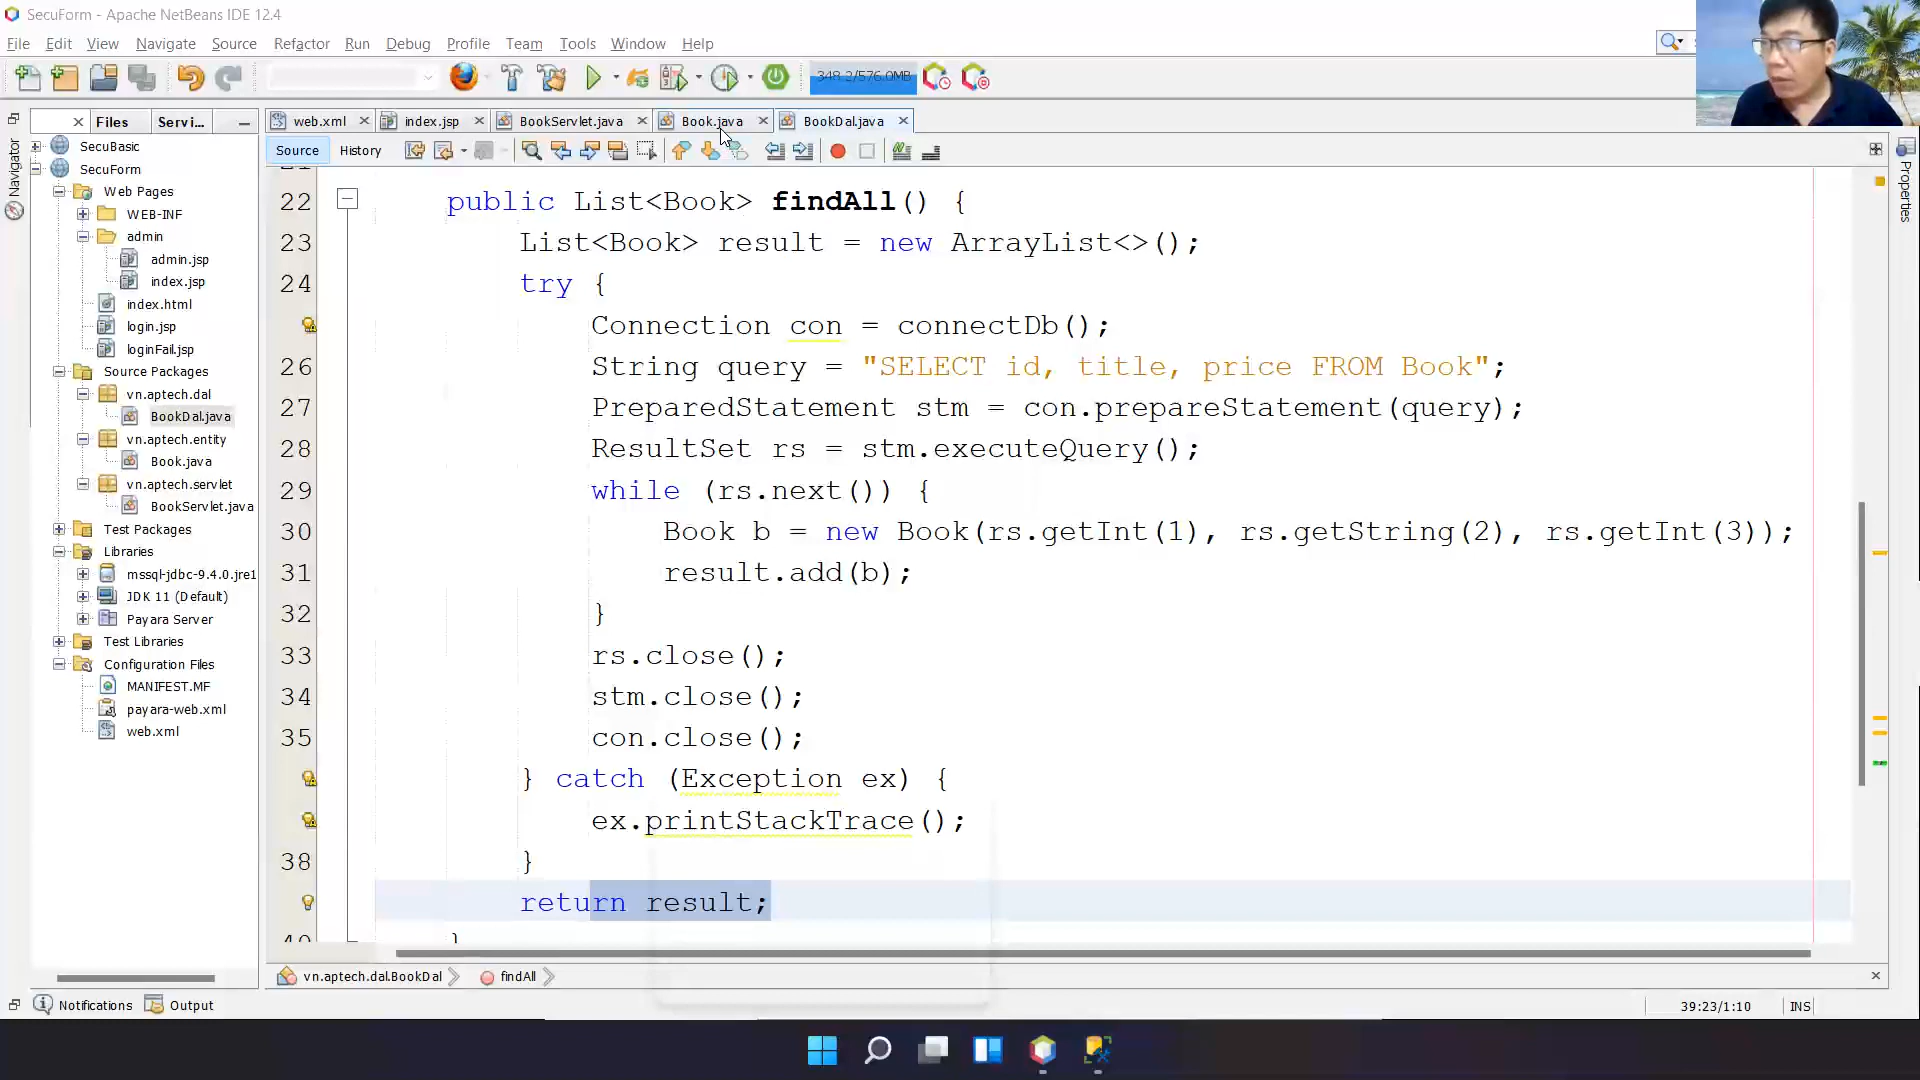 SecuForm - Apache NetBeans IDE 12.4
File Edit View Navigate Source Refactor Run Debug Profile Team Tools Window Help
348.2/576.0MB
Files Servi...
web.xml index.jsp BookServlet.java Book.java BookDal.java
Source History
Navigator
Properties
SecuBasic
SecuForm
Web Pages
WEB-INF
admin
admin.jsp
index.jsp
index.html
login.jsp
loginFail.jsp
Source Packages
vn.aptech.dal
BookDal.java
vn.aptech.entity
Book.java
vn.aptech.servlet
BookServlet.java
Test Packages
Libraries
mssql-jdbc-9.4.0.jre1
JDK 11 (Default)
Payara Server
Test Libraries
Configuration Files
MANIFEST.MF
payara-web.xml
web.xml
22 public List<Book> findAll() {
23 List<Book> result = new ArrayList<>();
24 try {
Connection con = connectDb();
26 String query = "SELECT id, title, price FROM Book";
27 PreparedStatement stm = con.prepareStatement(query);
28 ResultSet rs = stm.executeQuery();
29 while (rs.next()) {
30 Book b = new Book(rs.getInt(1), rs.getString(2), rs.getInt(3));
31 result.add(b);
32 }
33 rs.close();
34 stm.close();
35 con.close();
} catch (Exception ex) {
ex.printStackTrace();
38 }
return result;
40 }
vn.aptech.dal.BookDal findAll
Notifications Output
39:23/1:10 INS